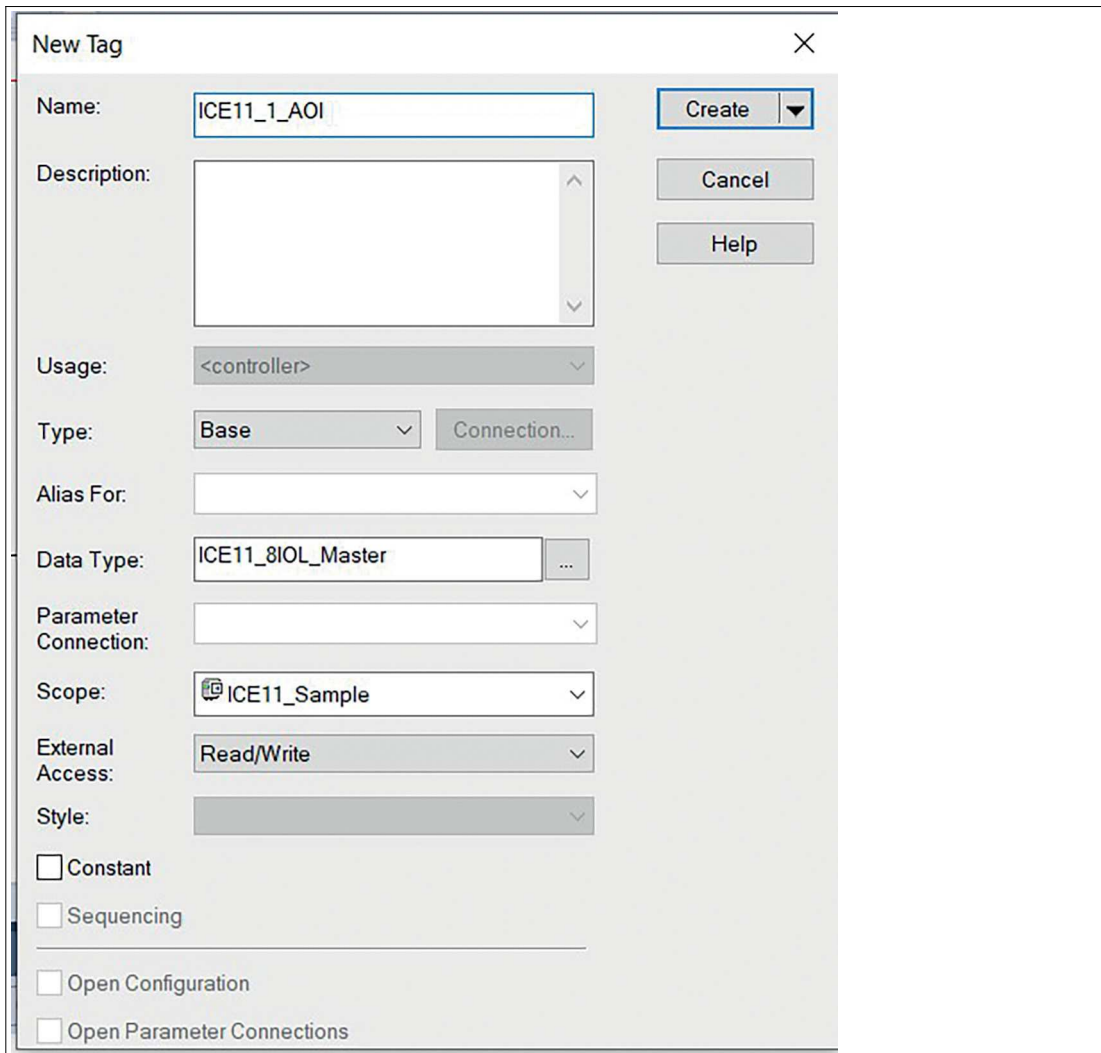 New Tag
Name:
ICE11_1_AOI
Create
Description:
Cancel
Help
Usage:
<controller>
Type:
Base
Connection...
Alias For:
Data Type:
ICE11_8IOL_Master
...
Parameter
Connection:
Scope:
ICE11_Sample
External
Access:
Read/Write
Style:
Constant
Sequencing
Open Configuration
Open Parameter Connections